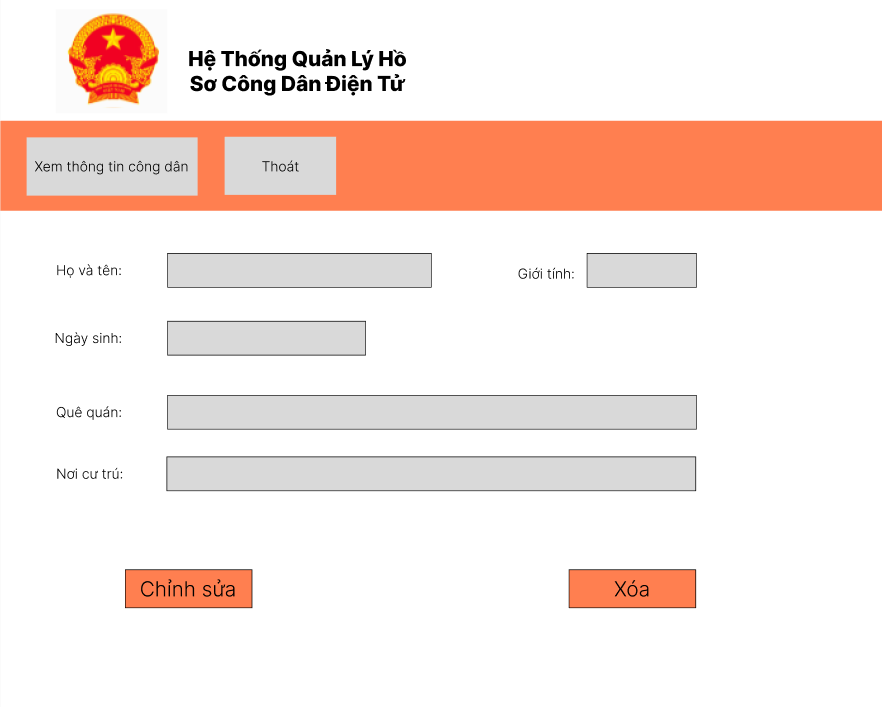 Hệ Thống Quản Lý Hồ
Sơ Công Dân Điện Tử
Xem thông tin công dân
Thoát
Họ và tên:
Giới tính:
Ngày sinh:
Quê quán:
Nơi cư trú:
Chỉnh sửa
Xóa